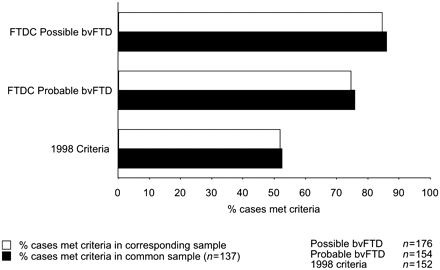 FTDC Possible bvFTD
FTDC Probable bvFTD
1998 Criteria
0 10 20 30 40 50 60 70 80 90 100
% cases met criteria
% cases met criteria in corresponding sample
% cases met criteria in common sample (n=137)
Possible bvFTD n=176
Probable bvFTD n=154
1998 criteria n=152